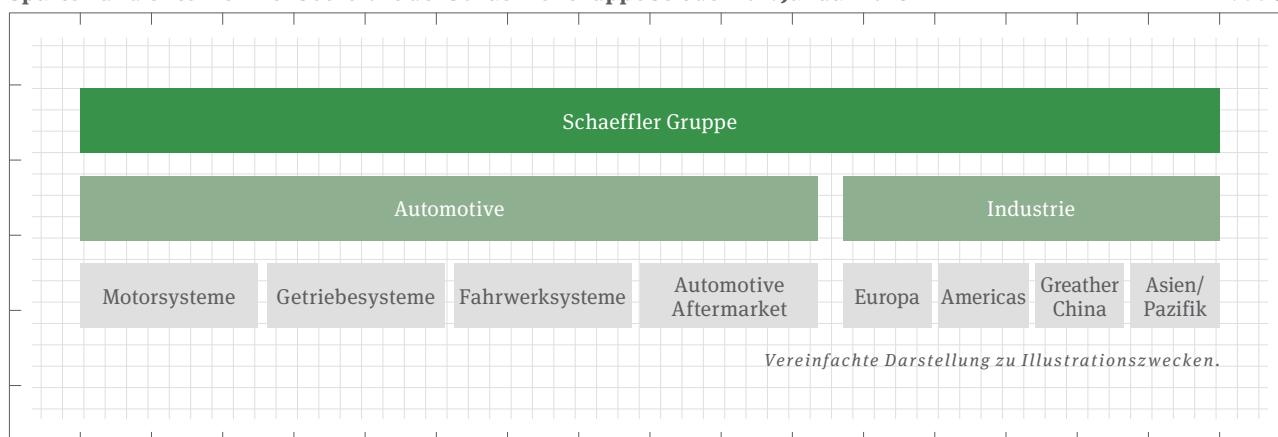 Schaeffler Gruppe
Automotive
Industrie
Motorsysteme
Getriebesysteme
Fahrwerksysteme
Automotive
Aftermarket
Europa
Americas
Greather
China
Asien/
Pazifik
Vereinfachte Darstellung zu Illustrationszwecken.